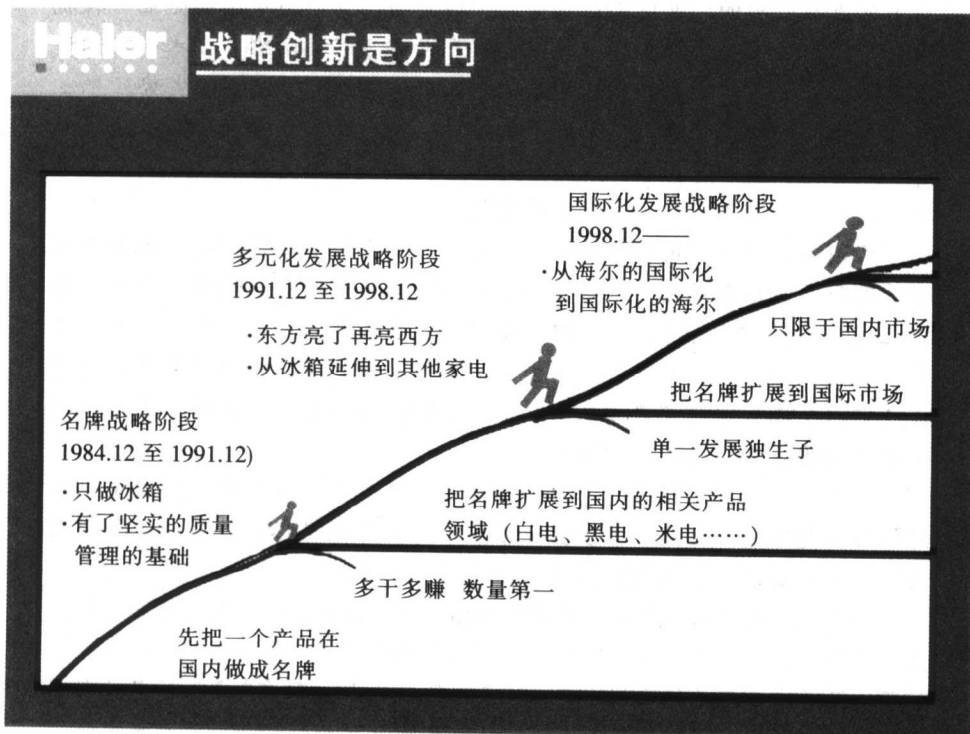 Haler
战略创新是方向
国际化发展战略阶段
1998.12——
·从海尔的国际化
到国际化的海尔
只限于国内市场
多元化发展战略阶段
1991.12 至 1998.12
·东方亮了再亮西方
·从冰箱延伸到其他家电
把名牌扩展到国际市场
单一发展独生子
名牌战略阶段
1984.12 至 1991.12)
·只做冰箱
·有了坚实的质量
管理的基础
把名牌扩展到国内的相关产品
领域（白电、黑电、米电……）
多干多赚 数量第一
先把一个产品在
国内做成名牌